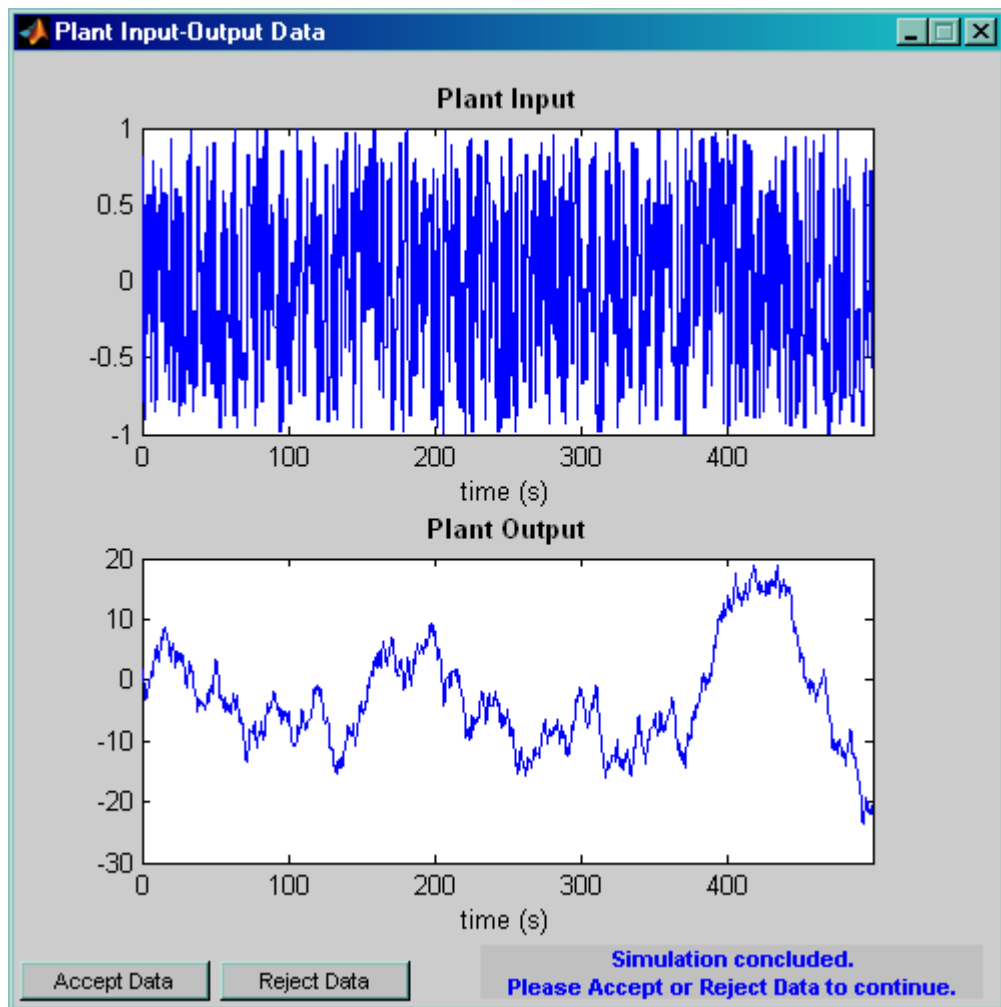 Plant Input-Output Data
Plant Input
1
0.5
0
-0.5
-1
0 100 200 300 400
time (s)
Plant Output
20
10
0
-10
-20
-30
0 100 200 300 400
time (s)
Accept Data Reject Data
Simulation concluded.
Please Accept or Reject Data to continue.